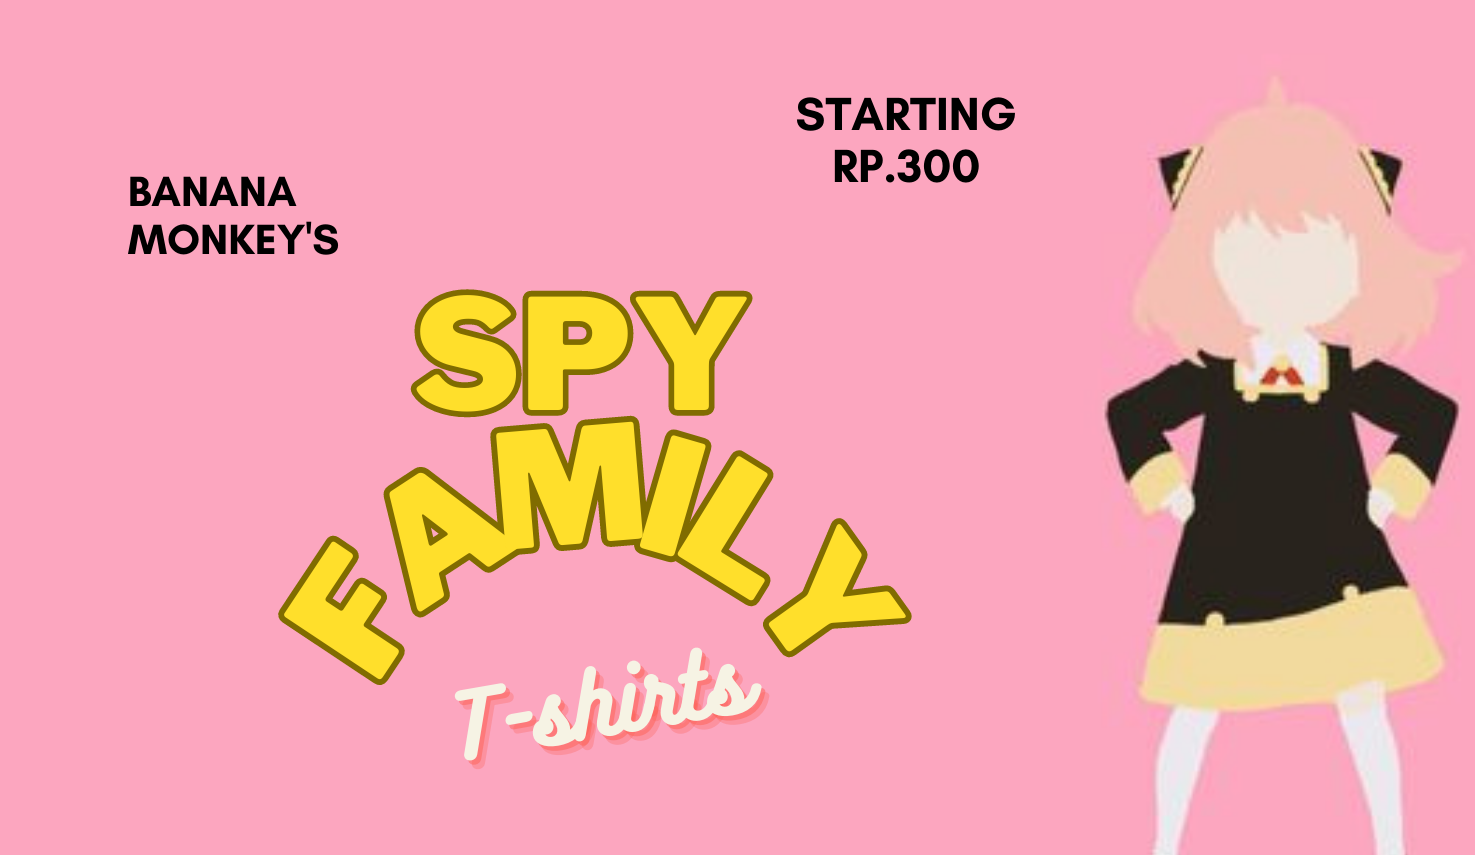 STARTING
RP.300
BANANA
MONKEY'S
SPY
FAMILY
T-shirts